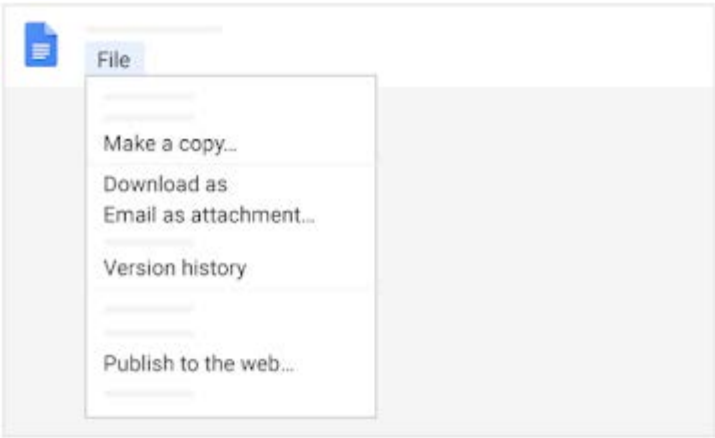 File
Make a copy...
Download as
Email as attachment...
Version history
Publish to the web...